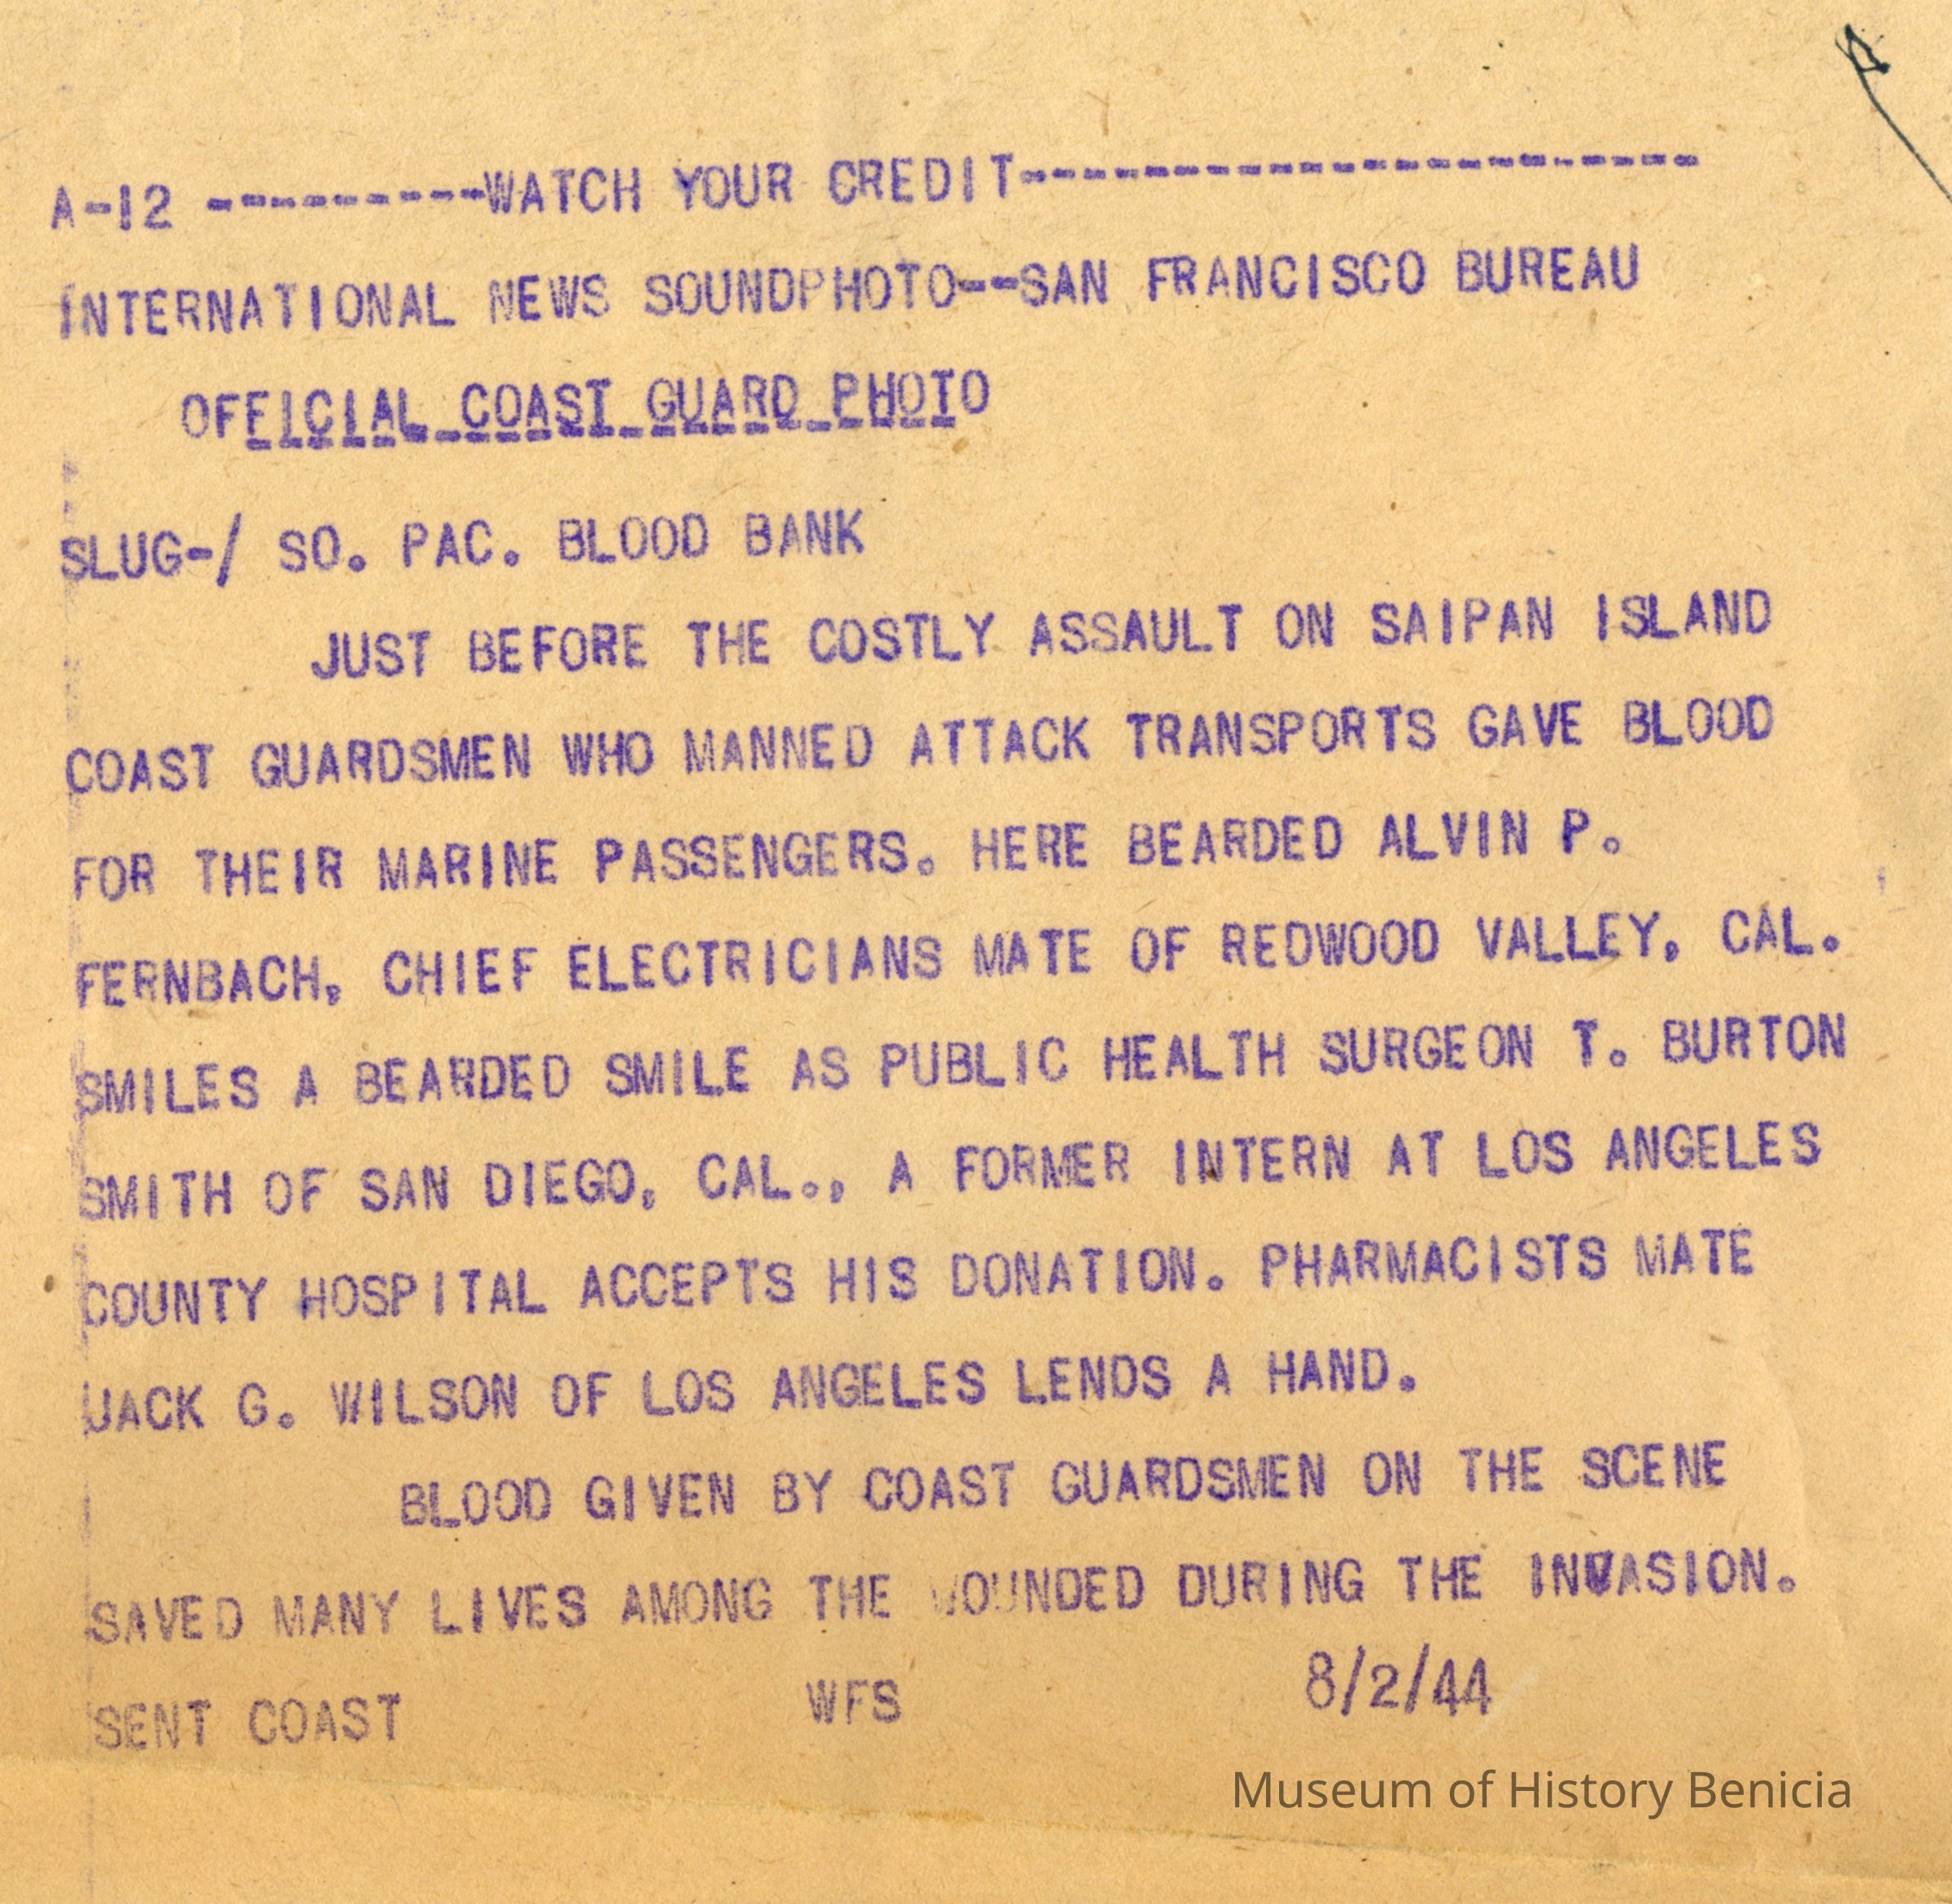 A-12 ---------WATCH YOUR CREDIT----------------------
INTERNATIONAL NEWS SOUNDPHOTO--SAN FRANCISCO BUREAU
OFFICIAL COAST GUARD PHOTO
SLUG-/ SO. PAC. BLOOD BANK
JUST BEFORE THE COSTLY ASSAULT ON SAIPAN ISLAND
COAST GUARDSMEN WHO MANNED ATTACK TRANSPORTS GAVE BLOOD
FOR THEIR MARINE PASSENGERS. HERE BEARDED ALVIN P.
FERNBACH, CHIEF ELECTRICIANS MATE OF REDWOOD VALLEY, CAL.
SMILES A BEARDED SMILE AS PUBLIC HEALTH SURGEON T. BURTON
SMITH OF SAN DIEGO, CAL., A FORMER INTERN AT LOS ANGELES
COUNTY HOSPITAL ACCEPTS HIS DONATION. PHARMACISTS MATE
JACK G. WILSON OF LOS ANGELES LENDS A HAND.
BLOOD GIVEN BY COAST GUARDSMEN ON THE SCENE
SAVED MANY LIVES AMONG THE WOUNDED DURING THE INVASION.
SENT COAST WFS 8/2/44
Museum of History Benicia